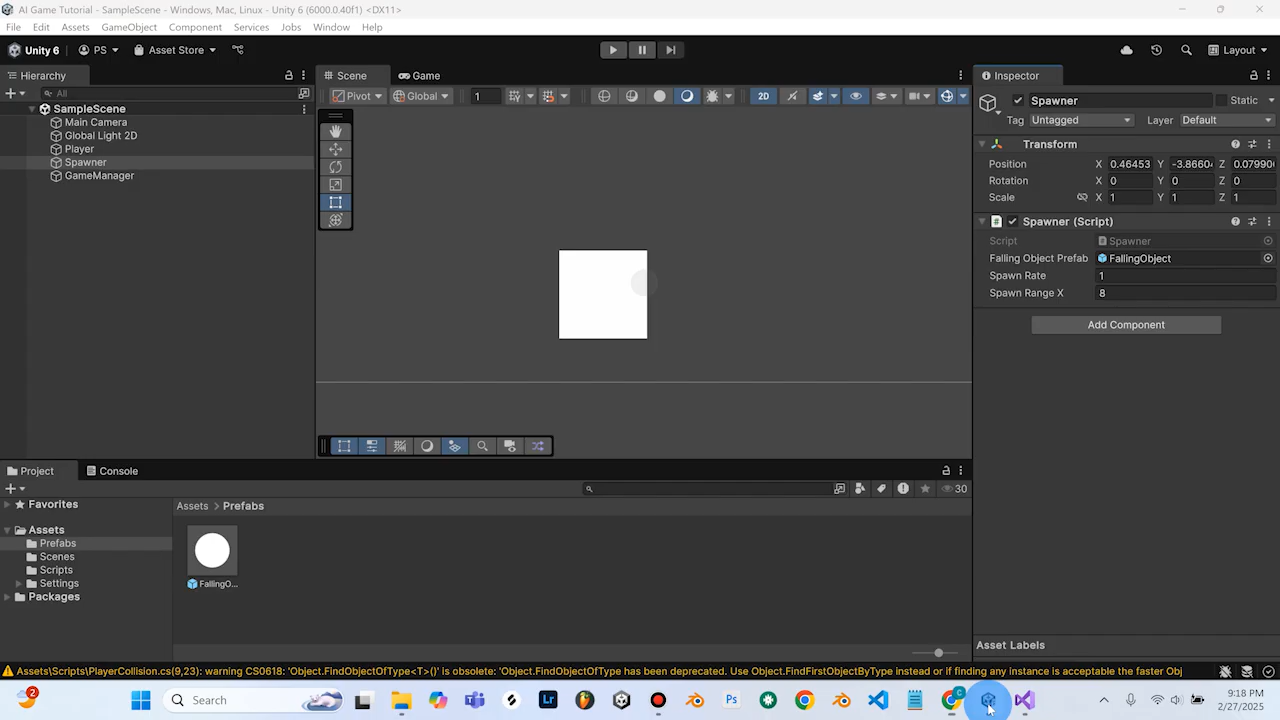 AI Game Tutorial - SampleScene - Windows, Mac, Linux - Unity 6 (6000.0.40f1) <DX11>
File Edit Assets GameObject Component Services Jobs Window Help
Unity 6 PS Asset Store Layout
Hierarchy Scene Game Inspector
All Pivot Global 1 2D Spawner Static
SampleScene Tag Untagged Layer Default
Main Camera
Global Light 2D Transform
Player Position X 0.46453 Y -3.8660 Z 0.07990
Spawner Rotation X 0 Y 0 Z 0
GameManager Scale X 1 Y 1 Z 1
Spawner (Script)
Script Spawner
Falling Object Prefab FallingObject
Spawn Rate 1
Spawn Range X 8
Add Component
Project Console
30
Favorites Assets > Prefabs
Assets
Prefabs
Scenes
Scripts
Settings FallingO...
Packages
Asset Labels
Assets\Scripts\PlayerCollision.cs(9,23): warning CS0618: 'Object.FindObjectOfType<T>()' is obsolete: 'Object.FindObjectOfType has been deprecated. Use Object.FindFirstObjectByType instead or if finding any instance is acceptable the faster Obj
2 Search Lr Ps C 9:18 PM
2/27/2025